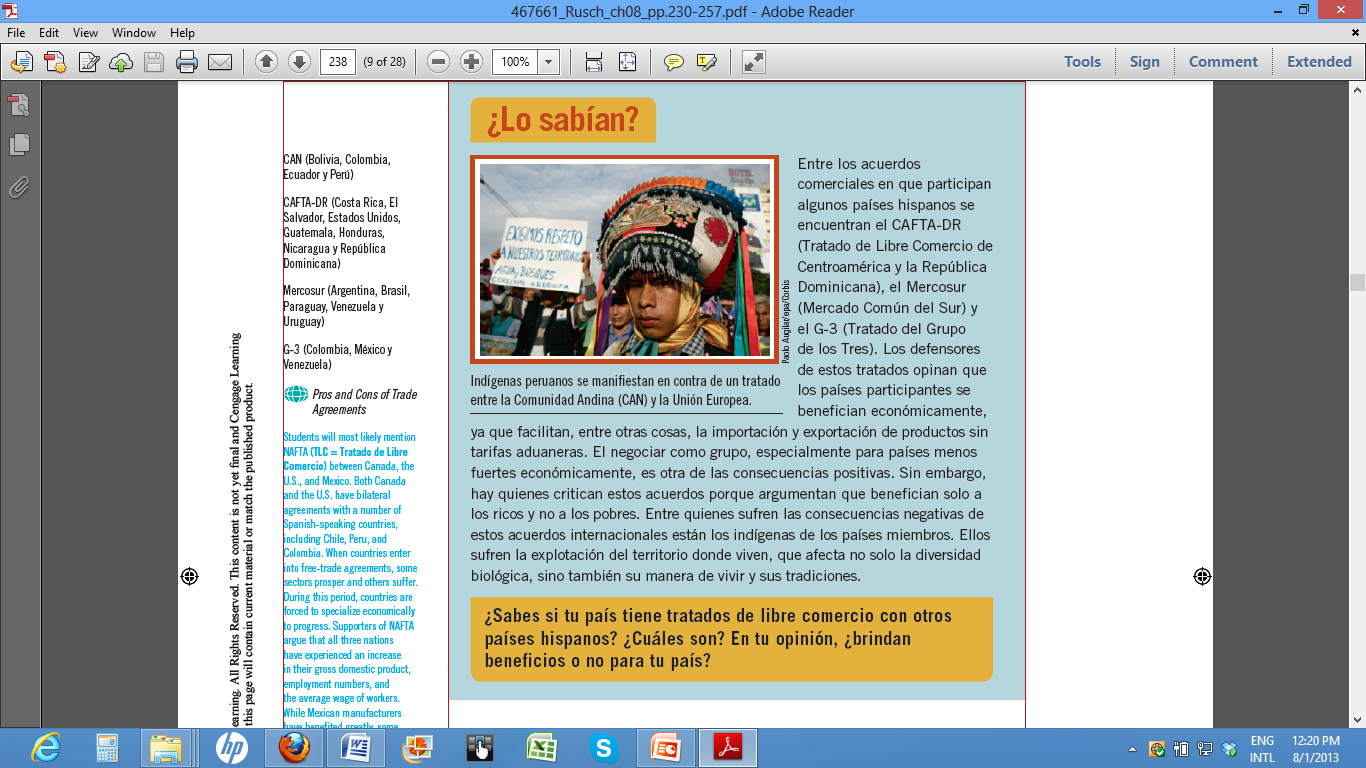 467661_Rusch_ch08_pp.230-257.pdf - Adobe Reader
File Edit View Window Help
238 (9 of 28) 100% Tools Sign Comment Extended
earning. All Rights Reserved. This content is not yet final and Cengage Learning
this page will contain current material or match the published product.
CAN (Bolivia, Colombia,
Ecuador y Perú)
CAFTA-DR (Costa Rica, El
Salvador, Estados Unidos,
Guatemala, Honduras,
Nicaragua y República
Dominicana)
Mercosur (Argentina, Brasil,
Paraguay, Venezuela y
Uruguay)
G-3 (Colombia, México y
Venezuela)
Pros and Cons of Trade
Agreements
Students will most likely mention
NAFTA (TLC = Tratado de Libre
Comercio) between Canada, the
U.S., and Mexico. Both Canada
and the U.S. have bilateral
agreements with a number of
Spanish-speaking countries,
including Chile, Peru, and
Colombia. When countries enter
into free-trade agreements, some
sectors prosper and others suffer.
During this period, countries are
forced to specialize economically
to progress. Supporters of NAFTA
argue that all three nations
have experienced an increase
in their gross domestic product,
employment numbers, and
the average wage of workers.
While Mexican manufacturers
have benefited greatly, some
¿Lo sabían?
EXIGIMOS RESPETO
A NUESTROS TERRITORIO
AGUA, BOSQUES
HOTEL
Paolo Augilar/epa/Corbis
Indígenas peruanos se manifiestan en contra de un tratado
entre la Comunidad Andina (CAN) y la Unión Europea.
Entre los acuerdos
comerciales en que participan
algunos países hispanos se
encuentran el CAFTA-DR
(Tratado de Libre Comercio de
Centroamérica y la República
Dominicana), el Mercosur
(Mercado Común del Sur) y
el G-3 (Tratado del Grupo
de los Tres). Los defensores
de estos tratados opinan que
los países participantes se
benefician económicamente,
ya que facilitan, entre otras cosas, la importación y exportación de productos sin
tarifas aduaneras. El negociar como grupo, especialmente para países menos
fuertes económicamente, es otra de las consecuencias positivas. Sin embargo,
hay quienes critican estos acuerdos porque argumentan que benefician solo a
los ricos y no a los pobres. Entre quienes sufren las consecuencias negativas de
estos acuerdos internacionales están los indígenas de los países miembros. Ellos
sufren la explotación del territorio donde viven, que afecta no solo la diversidad
biológica, sino también su manera de vivir y sus tradiciones.
¿Sabes si tu país tiene tratados de libre comercio con otros
países hispanos? ¿Cuáles son? En tu opinión, ¿brindan
beneficios o no para tu país?
ENG 12:20 PM
INTL 8/1/2013